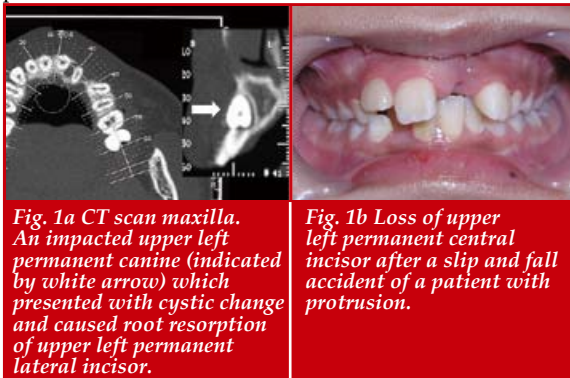 Fig. 1a CT scan maxilla.
An impacted upper left
permanent canine (indicated
by white arrow) which
presented with cystic change
and caused root resorption
of upper left permanent
lateral incisor.
Fig. 1b Loss of upper
left permanent central
incisor after a slip and fall
accident of a patient with
protrusion.